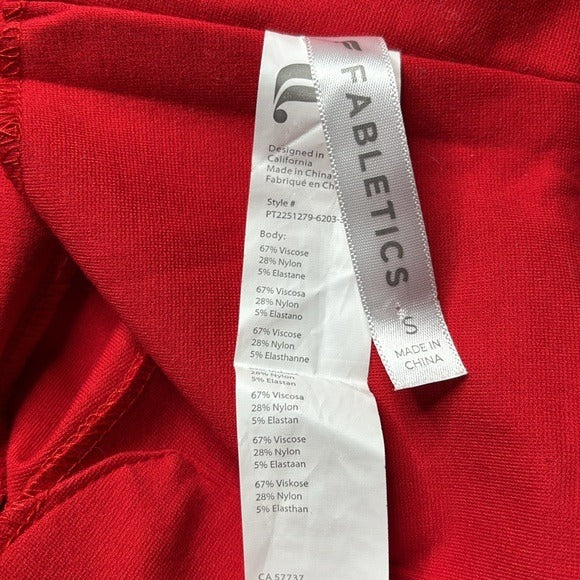 Designed in
California
Made in China
Fabriqué en
Style #
PT2251279-6203-
Body:
67% Viscose
28% Nylon
5% Elastane
67% Viscosa
28% Nylon
5% Elastano
67% Viscose
28% Nylon
5% Elasthanne
28% Nylon
5% Elastan
67% Viscosa
28% Nylon
5% Elastan
67% Viscose
28% Nylon
5% Elastaan
67% Viskose
28% Nylon
5% Elasthan
CA 57737
FABLETICS
S
MADE IN
CHINA